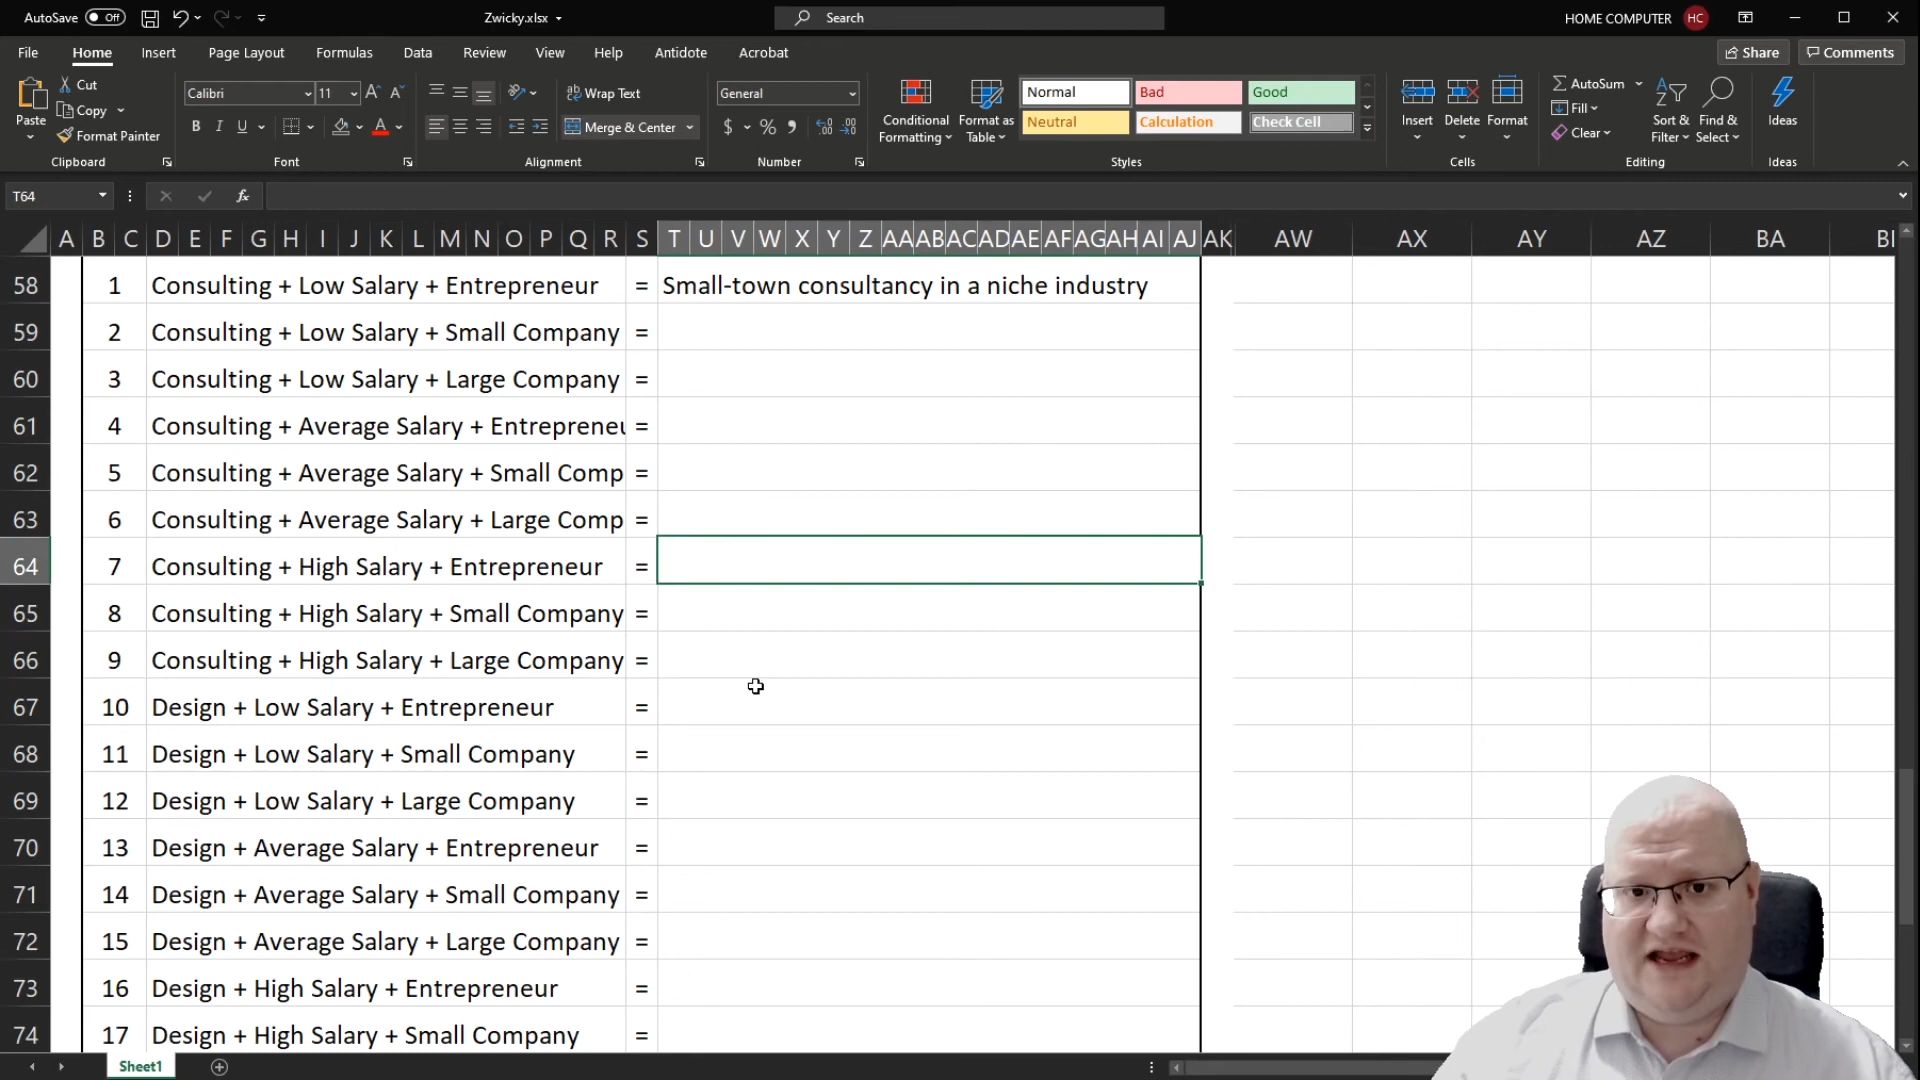 AutoSave Off Zwicky.xlsx Search HOME COMPUTER HC
File Home Insert Page Layout Formulas Data Review View Help Antidote Acrobat Share Comments
Paste
Cut
Copy
Format Painter
Clipboard
Calibri 11
B I U
Font
Wrap Text
Merge & Center
Alignment
General
$ % ,
Number
Conditional
Formatting
Format as
Table
Normal Bad Good
Neutral Calculation Check Cell
Styles
Insert Delete Format
Cells
AutoSum
Fill
Clear
Sort &
Filter
Find &
Select
Editing
Ideas
Ideas
T64 fx
A B C D E F G H I J K L M N O P Q R S T U V W X Y Z AA AB AC AD AE AF AG AH AI AJ AK AW AX AY AZ BA
58 1 Consulting + Low Salary + Entrepreneur = Small-town consultancy in a niche industry
59 2 Consulting + Low Salary + Small Company =
60 3 Consulting + Low Salary + Large Company =
61 4 Consulting + Average Salary + Entrepreneu =
62 5 Consulting + Average Salary + Small Comp =
63 6 Consulting + Average Salary + Large Comp =
64 7 Consulting + High Salary + Entrepreneur =
65 8 Consulting + High Salary + Small Company =
66 9 Consulting + High Salary + Large Company =
67 10 Design + Low Salary + Entrepreneur =
68 11 Design + Low Salary + Small Company =
69 12 Design + Low Salary + Large Company =
70 13 Design + Average Salary + Entrepreneur =
71 14 Design + Average Salary + Small Company =
72 15 Design + Average Salary + Large Company =
73 16 Design + High Salary + Entrepreneur =
74 17 Design + High Salary + Small Company =
Sheet1